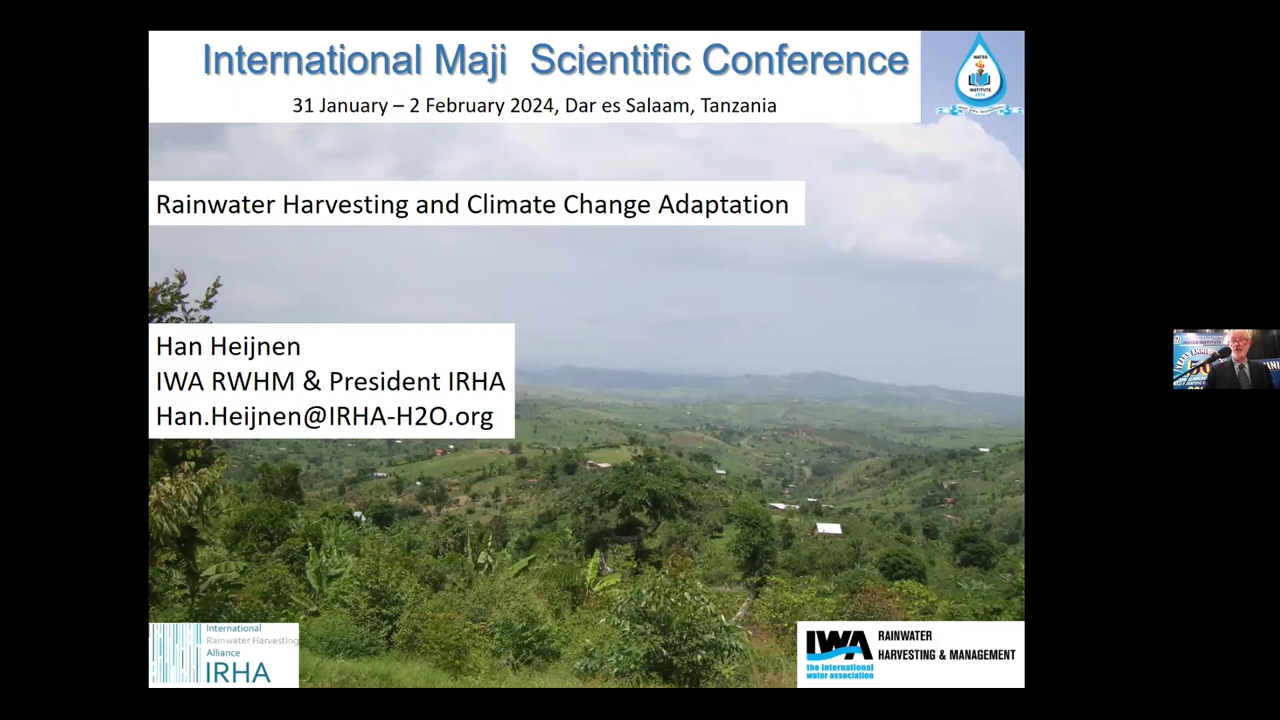 International Maji Scientific Conference
31 January – 2 February 2024, Dar es Salaam, Tanzania
WATER
INSTITUTE
Rainwater Harvesting and Climate Change Adaptation
Han Heijnen
IWA RWHM & President IRHA
Han.Heijnen@IRHA-H2O.org
International
Rainwater Harvesting
Alliance
IRHA
IWA
the international
water association
RAINWATER
HARVESTING & MANAGEMENT